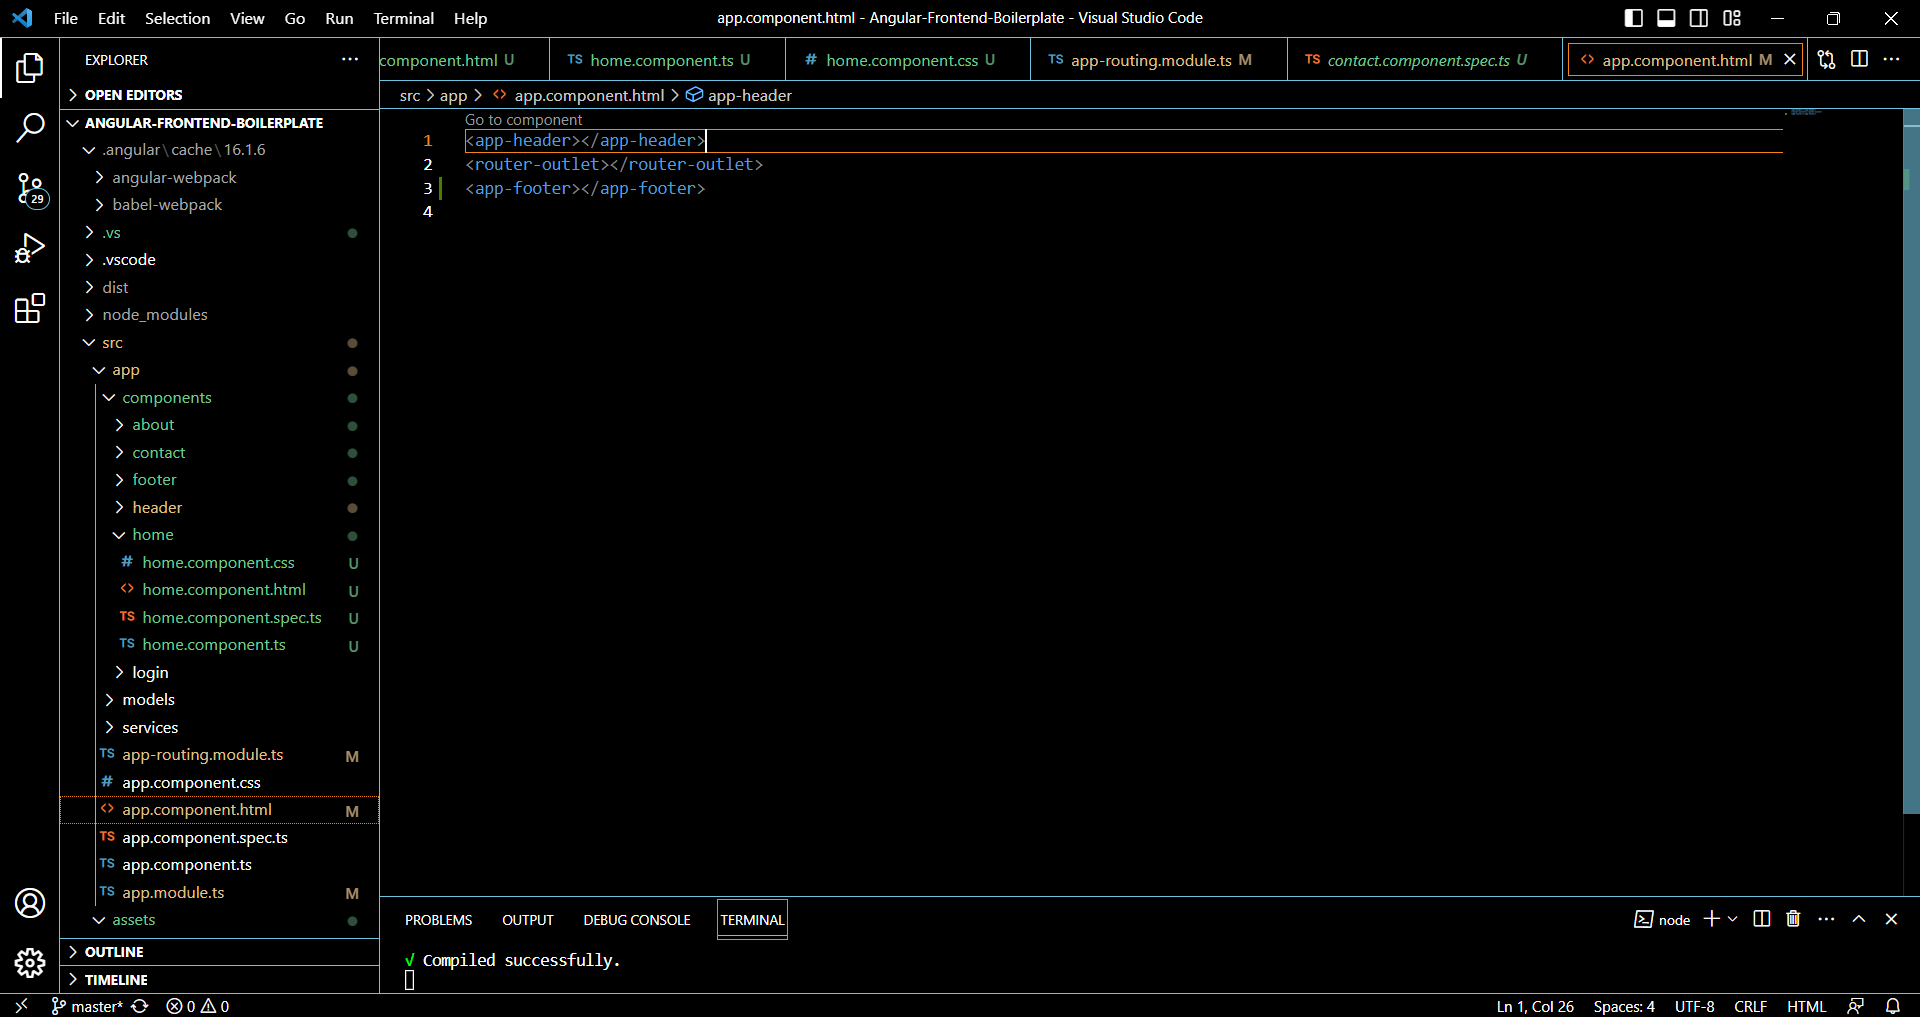 File Edit Selection View Go Run Terminal Help
app.component.html - Angular-Frontend-Boilerplate - Visual Studio Code
EXPLORER ···
component.html U
TS home.component.ts U
# home.component.css U
TS app-routing.module.ts M
TS contact.component.spec.ts U
<> app.component.html M
OPEN EDITORS
src > app > <> app.component.html > app-header
ANGULAR-FRONTEND-BOILERPLATE
.angular\cache\16.1.6
angular-webpack
babel-webpack
.vs
.vscode
dist
node_modules
src
app
components
about
contact
footer
header
home
# home.component.css U
<> home.component.html U
TS home.component.spec.ts U
TS home.component.ts U
login
models
services
TS app-routing.module.ts M
# app.component.css
<> app.component.html M
TS app.component.spec.ts
TS app.component.ts
TS app.module.ts M
assets
OUTLINE
TIMELINE
29
Go to component
1 <app-header></app-header>
2 <router-outlet></router-outlet>
3 <app-footer></app-footer>
4
PROBLEMS OUTPUT DEBUG CONSOLE TERMINAL
node
√ Compiled successfully.
master* 0 0
Ln 1, Col 26 Spaces: 4 UTF-8 CRLF HTML